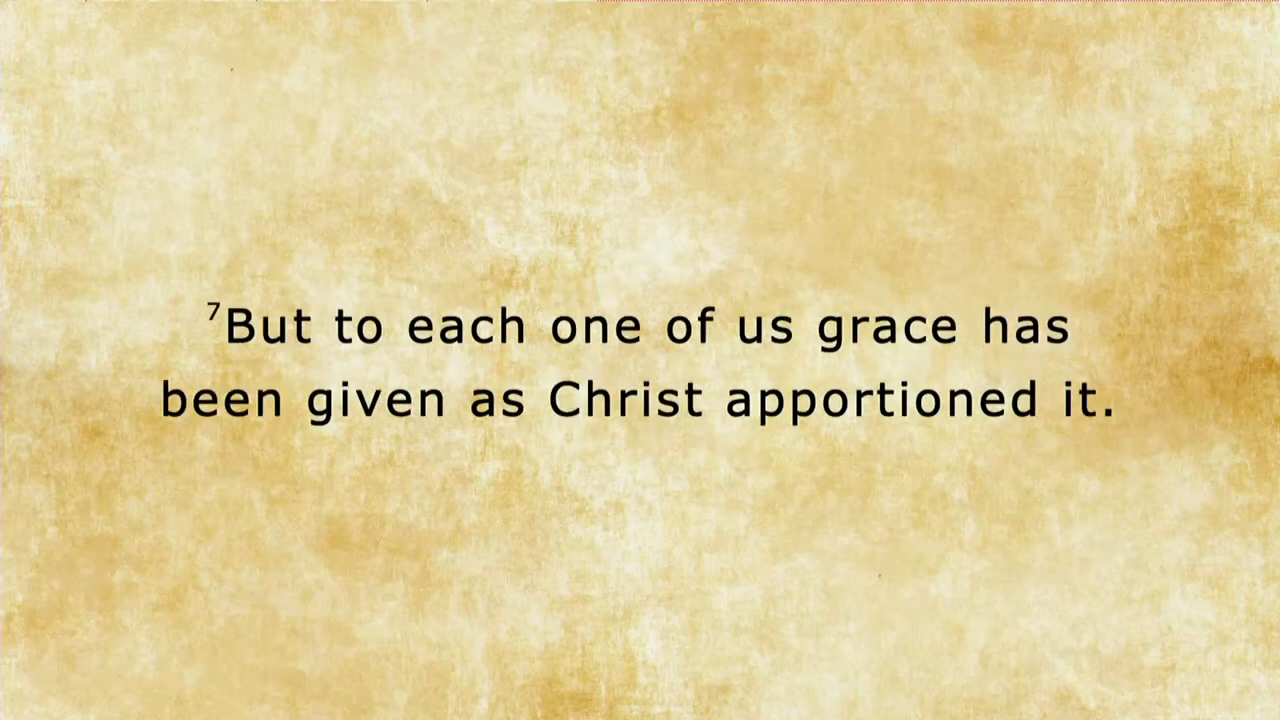 ⁷But to each one of us grace has
been given as Christ apportioned it.